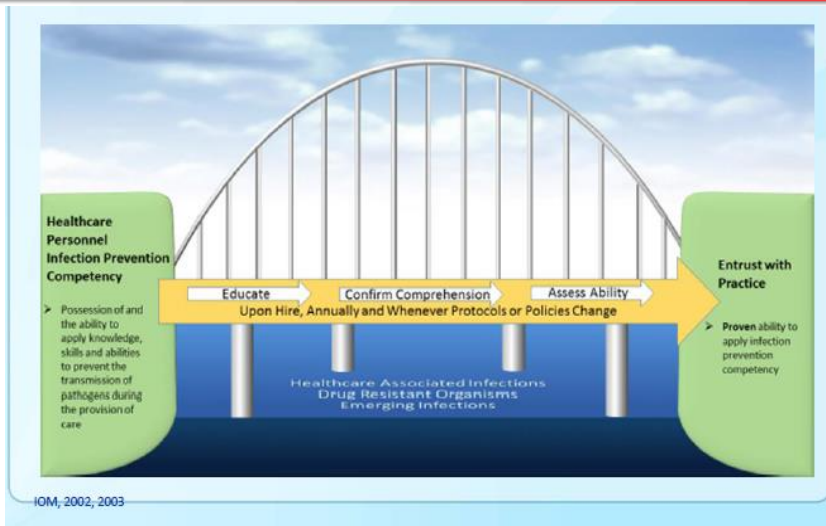 Healthcare
Personnel
Infection Prevention
Competency
➤ Possession of and
the ability to
apply knowledge,
skills and abilities
to prevent the
transmission of
pathogens during
the provision of
care
Educate
Confirm Comprehension
Assess Ability
Upon Hire, Annually and Whenever Protocols or Policies Change
Healthcare Associated Infections
Drug Resistant Organisms
Emerging Infections
Entrust with
Practice
➤ Proven ability to
apply infection
prevention
competency
IOM, 2002, 2003